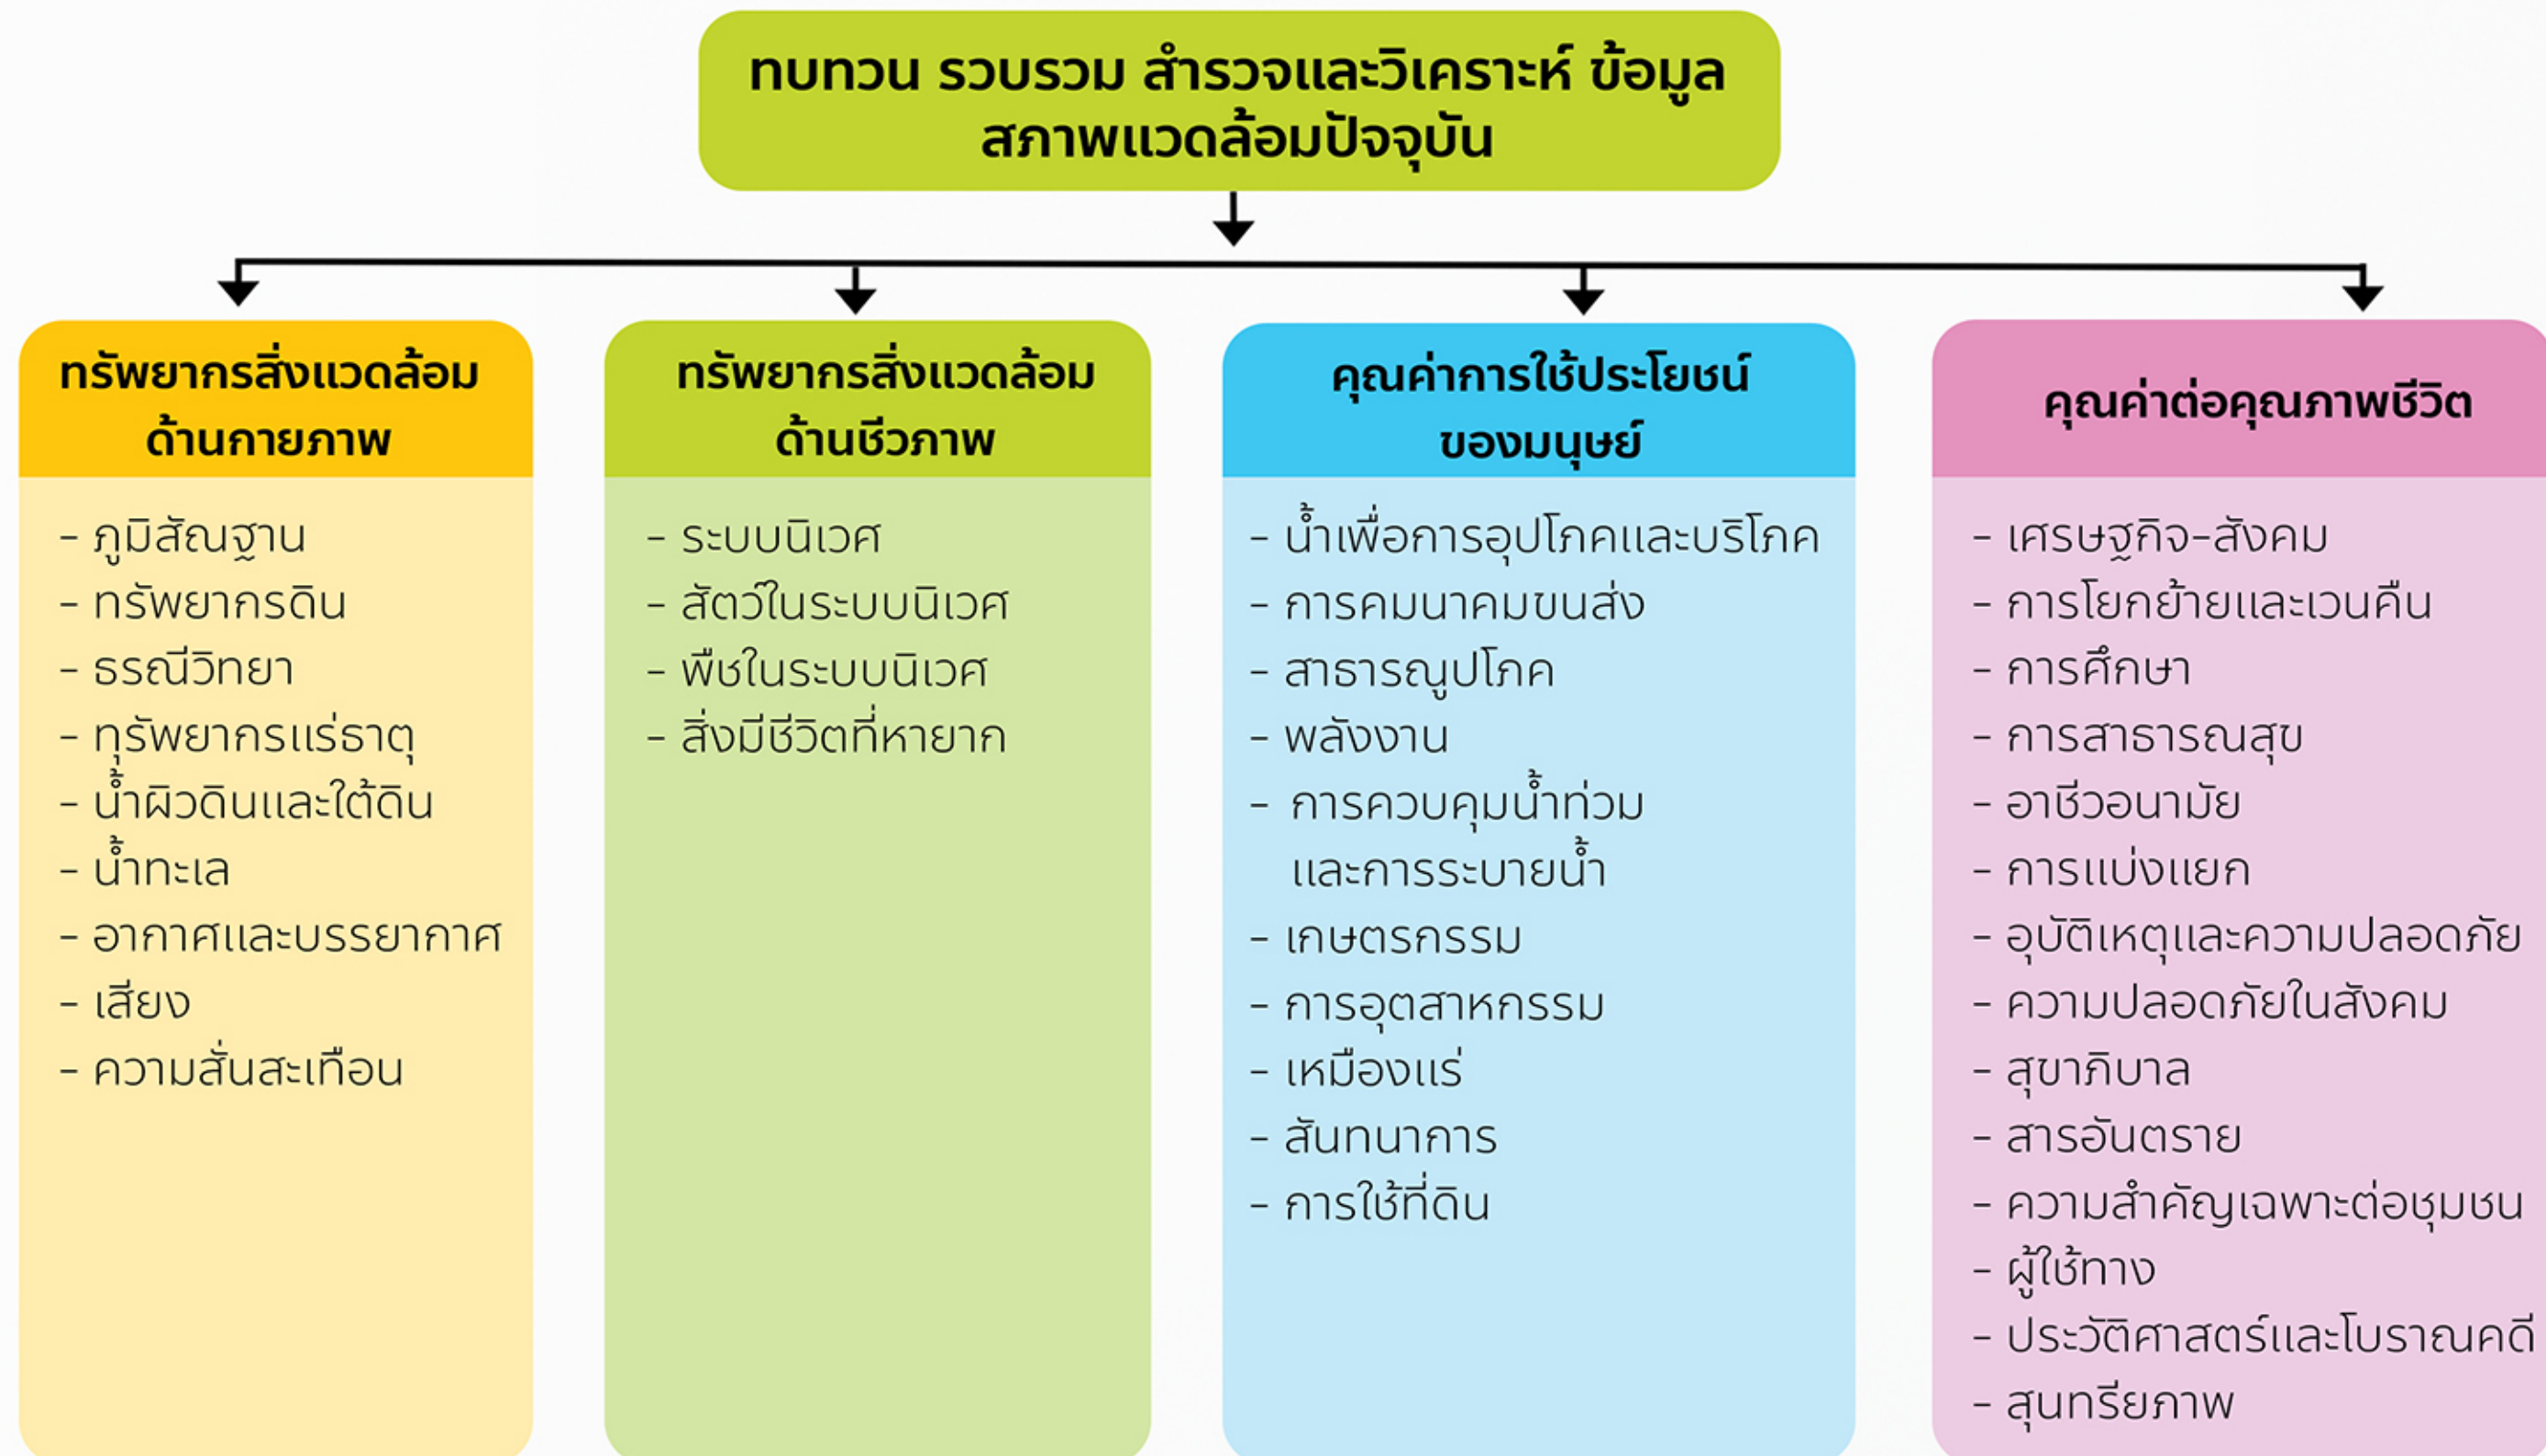 ทบทวน รวบรวม สำรวจและวิเคราะห์ ข้อมูล
สภาพแวดล้อมปัจจุบัน
ทรัพยากรสิ่งแวดล้อม
ด้านกายภาพ
- ภูมิสัณฐาน
- ทรัพยากรดิน
- ธรณีวิทยา
- ทุรัพยากรแร่ธาตุ
- น้ำผิวดินและใต้ดิน
- น้ำทะเล
- อากาศและบรรยากาศ
- เสียง
- ความสั่นสะเทือน
ทรัพยากรสิ่งแวดล้อม
ด้านชีวภาพ
- ระบบนิเวศ
- สัตว์ในระบบนิเวศ
- พืชในระบบนิเวศ
- สิ่งมีชีวิตที่หายาก
คุณค่าการใช้ประโยชน์
ของมนุษย์
- น้ำเพื่อการอุปโภคและบริโภค
- การคมนาคมขนส่ง
- สาธารณูปโภค
- พลังงาน
- การควบคุมน้ำท่วม
และการระบายน้ำ
- เกษตรกรรม
- การอุตสาหกรรม
- เหมืองแร่
- สันทนาการ
- การใช้ที่ดิน
คุณค่าต่อคุณภาพชีวิต
- เศรษฐกิจ-สังคม
- การโยกย้ายและเวนคืน
- การศึกษา
- การสาธารณสุข
- อาชีวอนามัย
- การแบ่งแยก
- อุบัติเหตุและความปลอดภัย
- ความปลอดภัยในสังคม
- สุขาภิบาล
- สารอันตราย
- ความสำคัญเฉพาะต่อชุมชน
- ผู้ใช้ทาง
- ประวัติศาสตร์และโบราณคดี
- สุนทรียภาพ